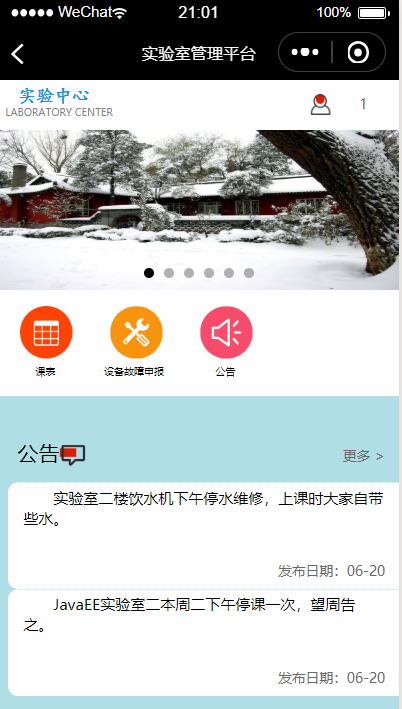 ●●●●● WeChat 21:01 100%
实验室管理平台
实验中心
LABORATORY CENTER
1
课表 设备故障申报 公告
公告 更多 >
实验室二楼饮水机下午停水维修，上课时大家自带
些水。
发布日期：06-20
JavaEE实验室二本周二下午停课一次，望周告
之。
发布日期：06-20